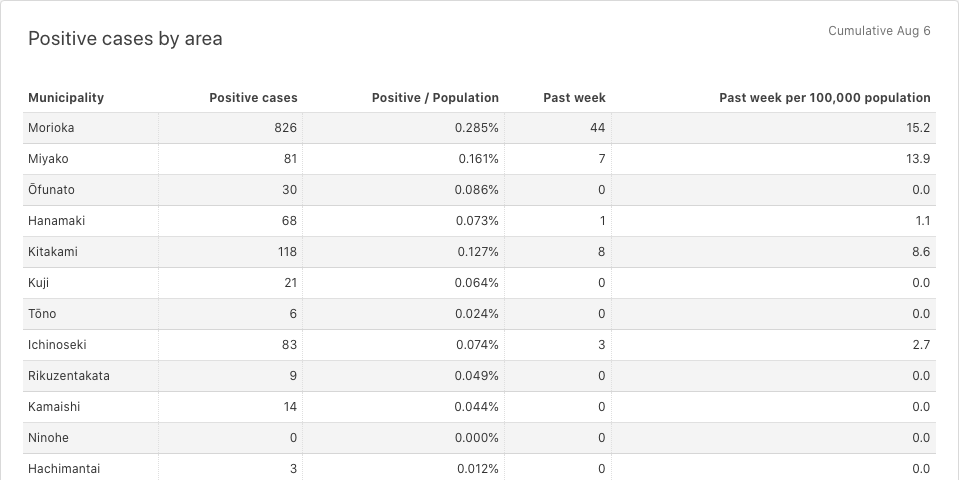 Positive cases by area
Cumulative Aug 6
Municipality Positive cases Positive / Population Past week Past week per 100,000 population
Morioka 826 0.285% 44 15.2
Miyako 81 0.161% 7 13.9
Ōfunato 30 0.086% 0 0.0
Hanamaki 68 0.073% 1 1.1
Kitakami 118 0.127% 8 8.6
Kuji 21 0.064% 0 0.0
Tōno 6 0.024% 0 0.0
Ichinoseki 83 0.074% 3 2.7
Rikuzentakata 9 0.049% 0 0.0
Kamaishi 14 0.044% 0 0.0
Ninohe 0 0.000% 0 0.0
Hachimantai 3 0.012% 0 0.0